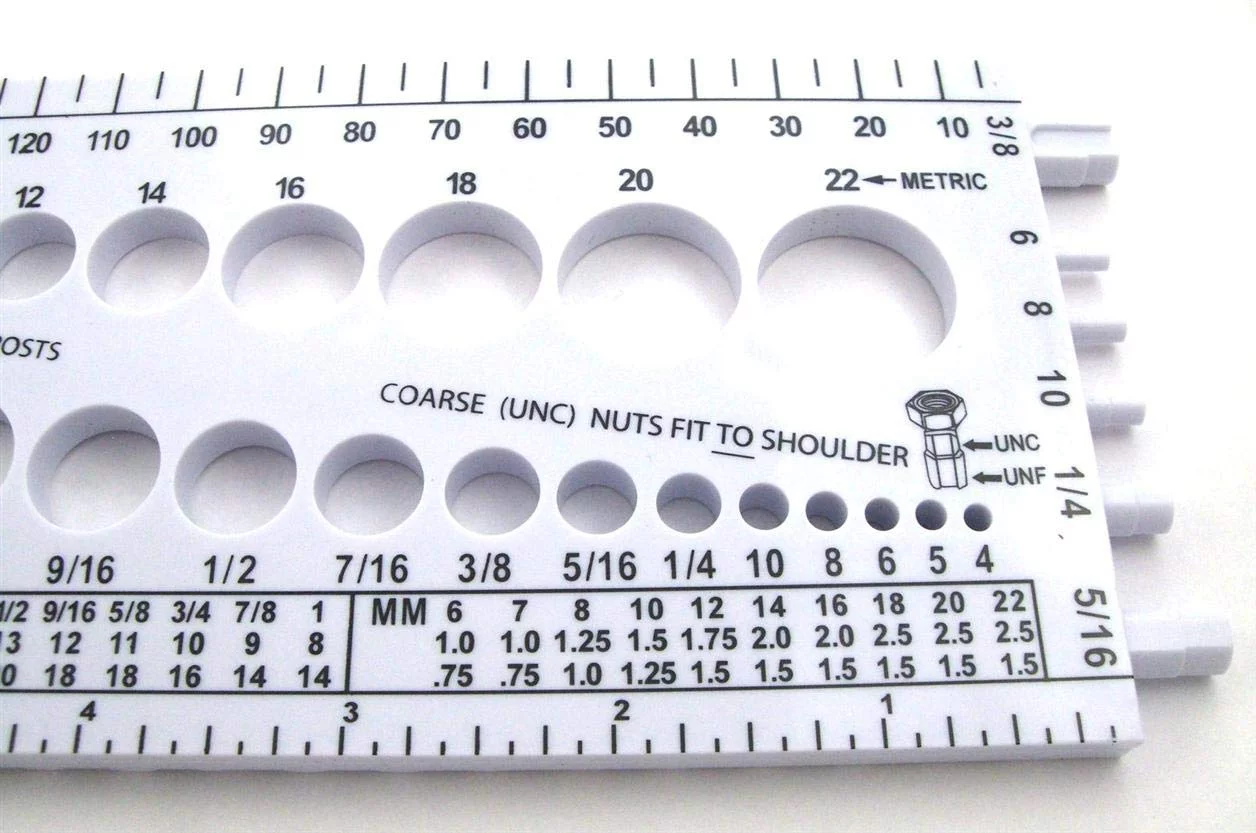 120 110 100 90 80 70 60 50 40 30 20 10
3/8
12 14 16 18 20 22 METRIC
6
8
OSTS
10
COARSE (UNC) NUTS FIT TO SHOULDER
UNC
UNF
1/4
9/16 1/2 7/16 3/8 5/16 1/4 10 8 6 5 4
1/2 9/16 5/8 3/4 7/8 1 MM 6 7 8 10 12 14 16 18 20 22
13 12 11 10 9 8 1.0 1.0 1.25 1.5 1.75 2.0 2.0 2.5 2.5 2.5
0 18 18 16 14 14 .75 .75 1.0 1.25 1.5 1.5 1.5 1.5 1.5 1.5
5/16
4 3 2 1